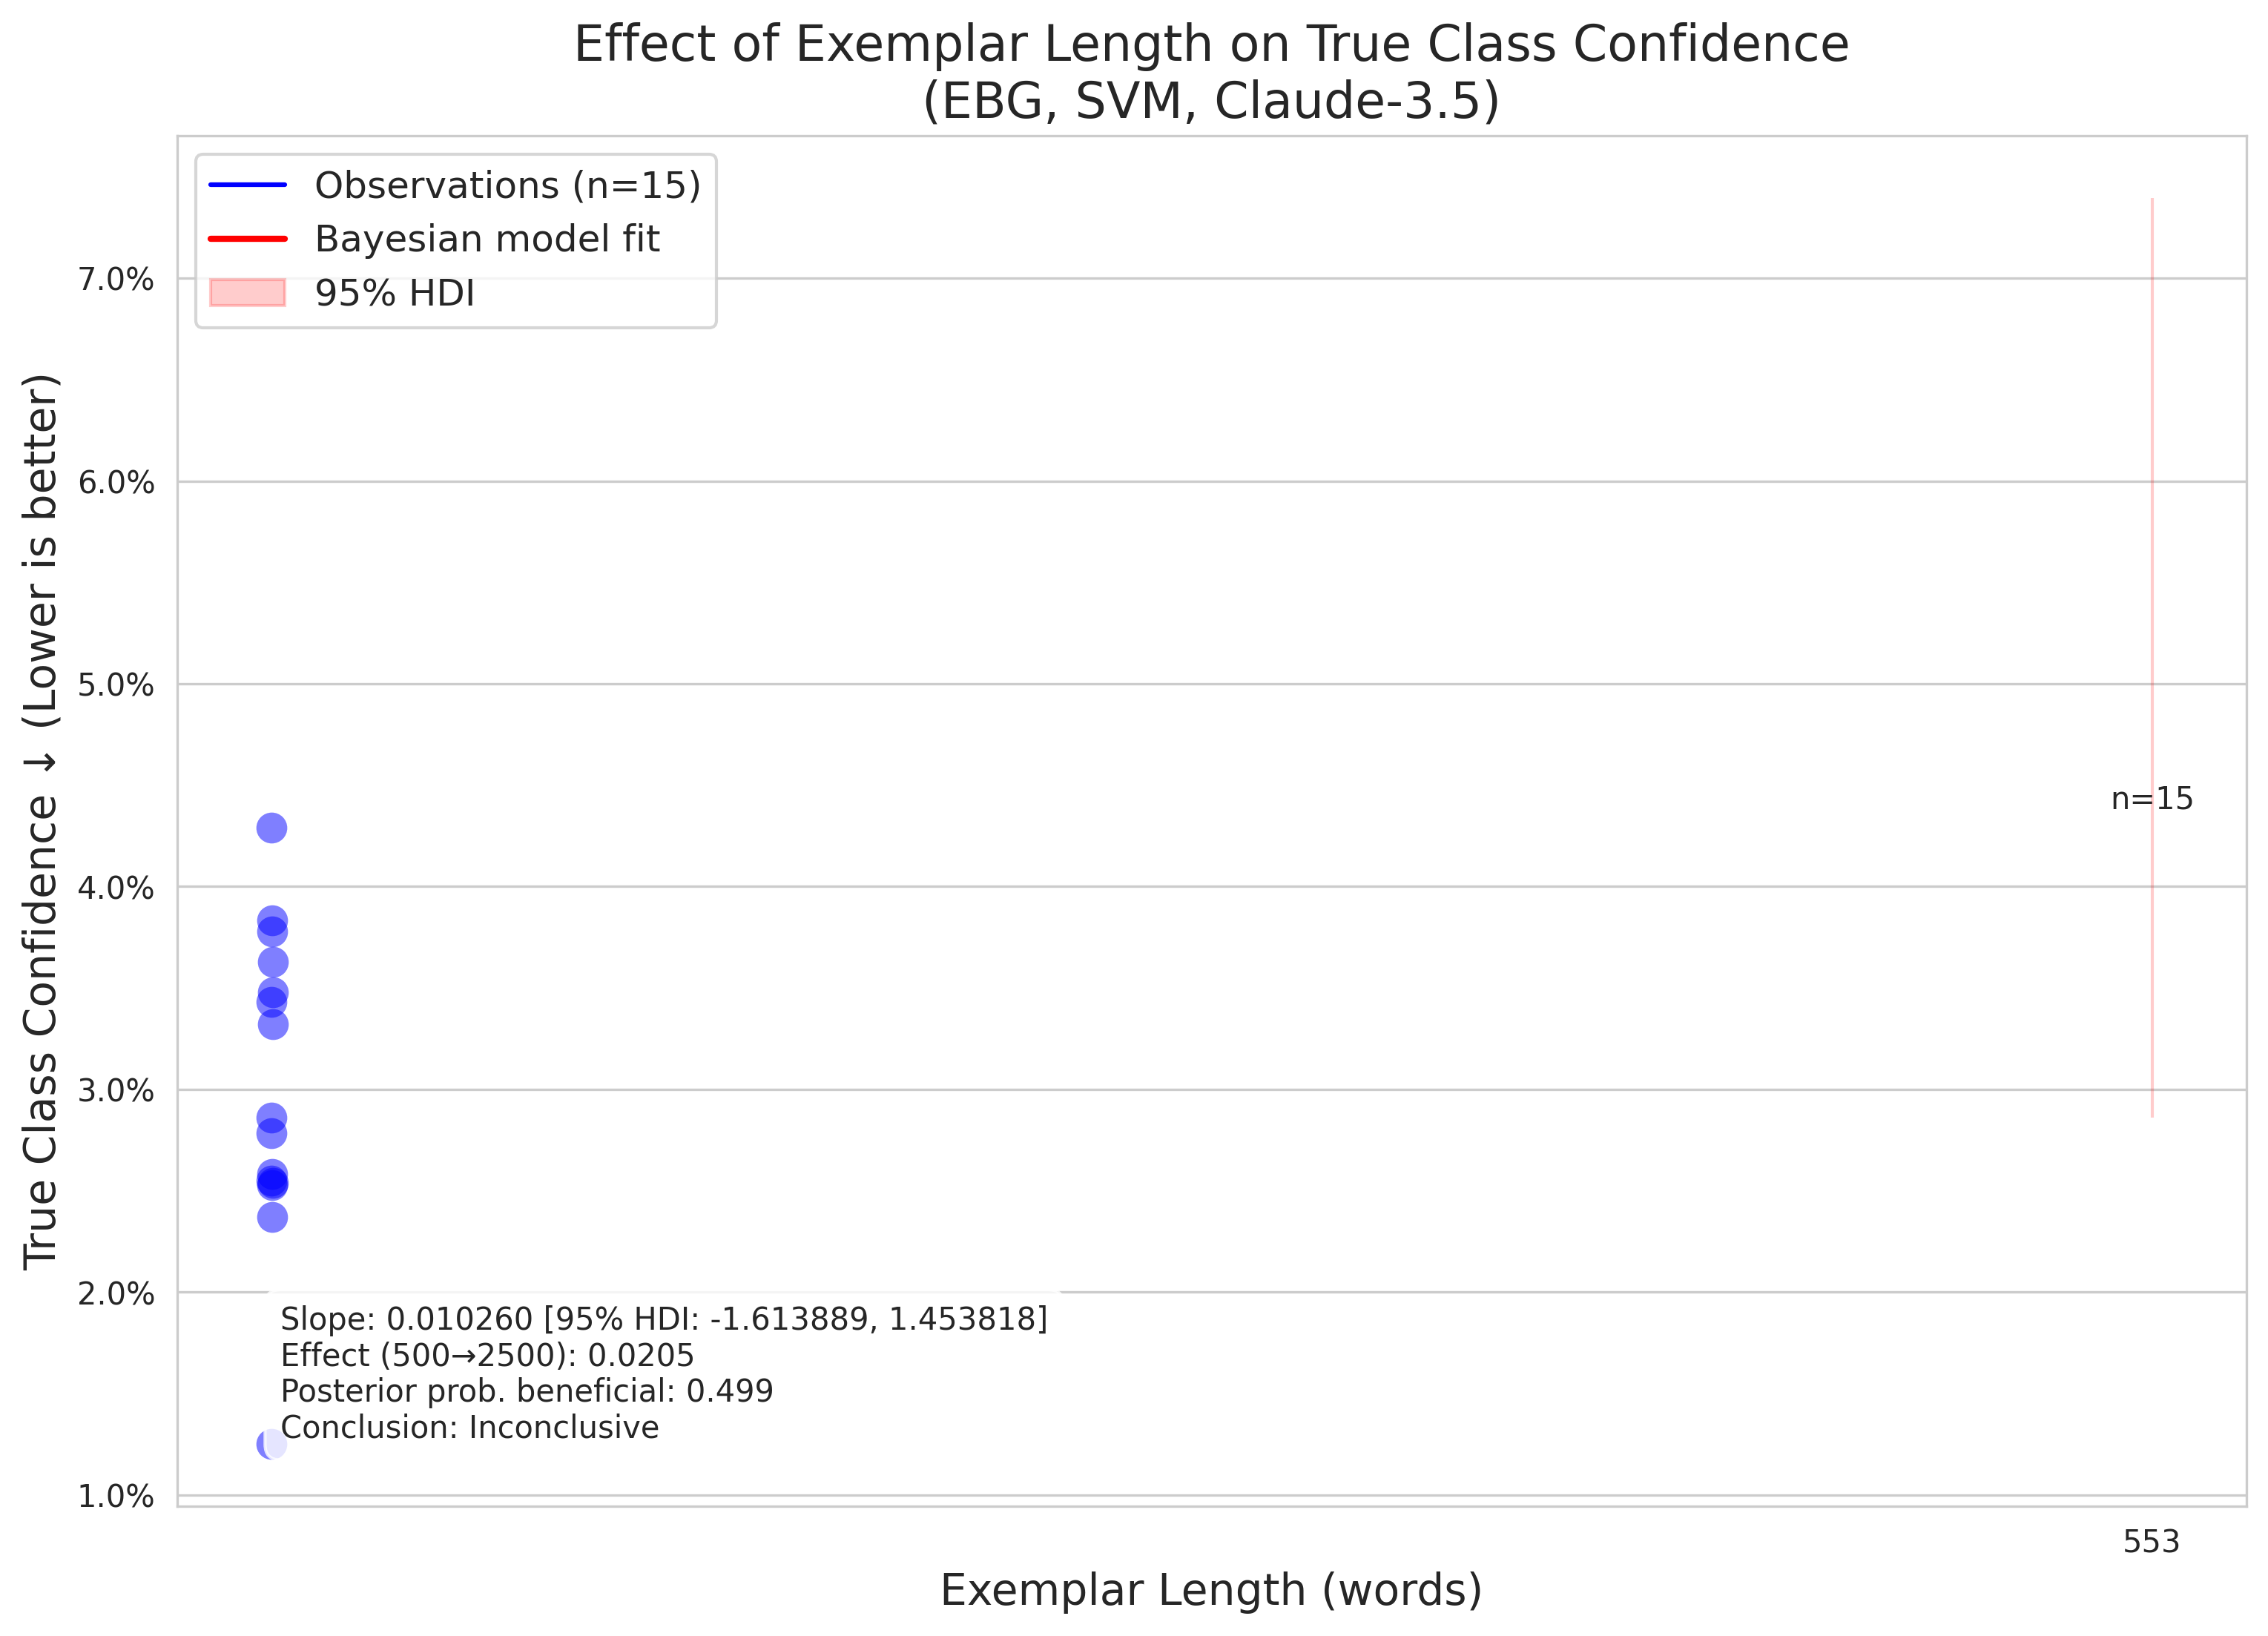 Effect of Exemplar Length on True Class Confidence
(EBG, SVM, Claude-3.5)
Observations (n=15)
Bayesian model fit
95% HDI
True Class Confidence ↓ (Lower is better)
7.0%
6.0%
5.0%
4.0%
3.0%
2.0%
1.0%
n=15
Slope: 0.010260 [95% HDI: -1.613889, 1.453818]
Effect (500→2500): 0.0205
Posterior prob. beneficial: 0.499
Conclusion: Inconclusive
553
Exemplar Length (words)